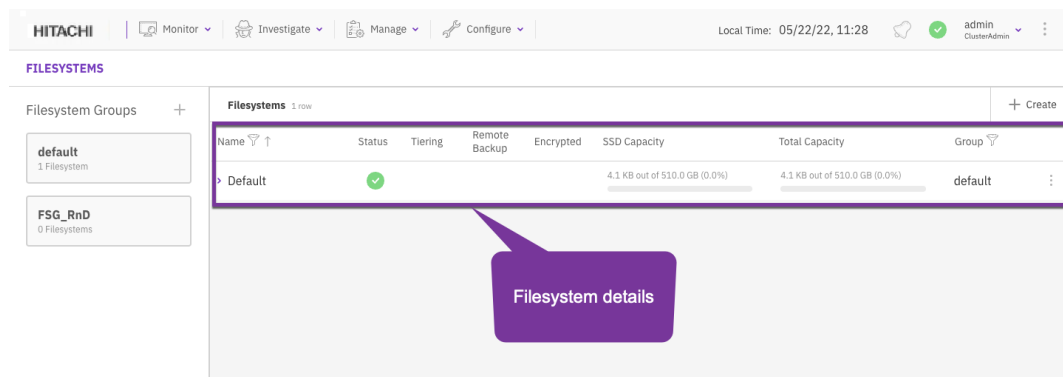 HITACHI Monitor Investigate Manage Configure Local Time: 05/22/22, 11:28 admin
ClusterAdmin
FILESYSTEMS
Filesystem Groups + Filesystems 1 row + Create
Name Status Tiering Remote Backup Encrypted SSD Capacity Total Capacity Group
default
1 Filesystem
Default 4.1 KB out of 510.0 GB (0.0%) 4.1 KB out of 510.0 GB (0.0%) default
FSG_RnD
0 Filesystems
Filesystem details